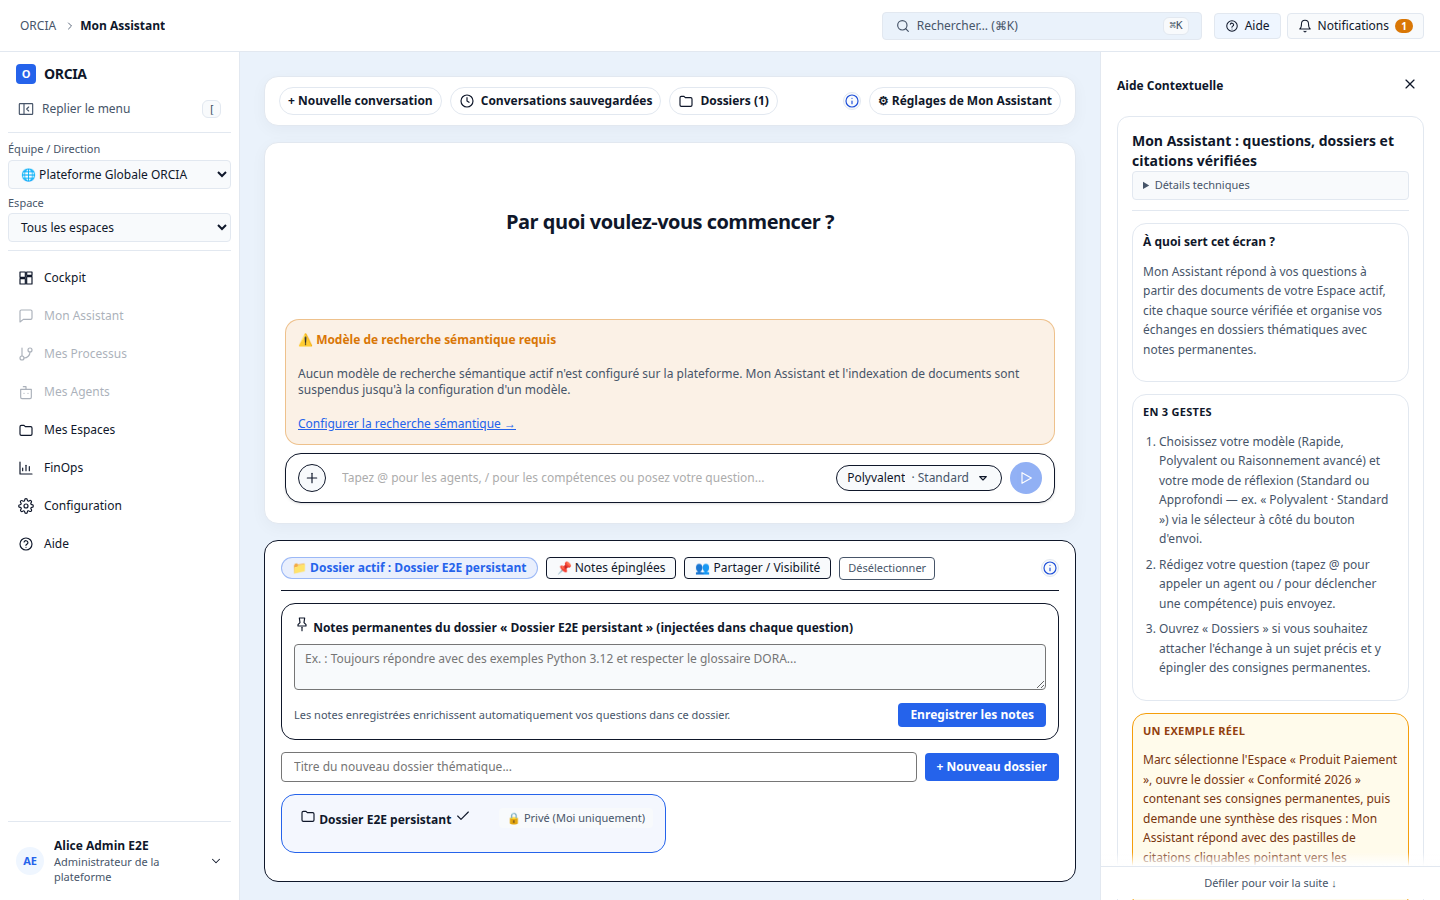 ORCIA > Mon Assistant
Rechercher... (⌘K)
⌘K
Aide
Notifications 1
O ORCIA
Replier le menu [
Équipe / Direction
🌐 Plateforme Globale ORCIA
Espace
Tous les espaces
Cockpit
Mon Assistant
Mes Processus
Mes Agents
Mes Espaces
FinOps
Configuration
Aide
AE
Alice Admin E2E
Administrateur de la
plateforme
+ Nouvelle conversation
Conversations sauvegardées
Dossiers (1)
⚙ Réglages de Mon Assistant
Par quoi voulez-vous commencer ?
⚠️ Modèle de recherche sémantique requis
Aucun modèle de recherche sémantique actif n'est configuré sur la plateforme. Mon Assistant et l'indexation de documents sont
suspendus jusqu'à la configuration d'un modèle.
Configurer la recherche sémantique →
Tapez @ pour les agents, / pour les compétences ou posez votre question...
Polyvalent · Standard
📁 Dossier actif : Dossier E2E persistant
📌 Notes épinglées
👥 Partager / Visibilité
Désélectionner
Notes permanentes du dossier « Dossier E2E persistant » (injectées dans chaque question)
Ex. : Toujours répondre avec des exemples Python 3.12 et respecter le glossaire DORA...
Les notes enregistrées enrichissent automatiquement vos questions dans ce dossier.
Enregistrer les notes
Titre du nouveau dossier thématique...
+ Nouveau dossier
Dossier E2E persistant ✓
🔒 Privé (Moi uniquement)
Aide Contextuelle
Mon Assistant : questions, dossiers et
citations vérifiées
▶ Détails techniques
À quoi sert cet écran ?
Mon Assistant répond à vos questions à
partir des documents de votre Espace actif,
cite chaque source vérifiée et organise vos
échanges en dossiers thématiques avec
notes permanentes.
EN 3 GESTES
1. Choisissez votre modèle (Rapide,
Polyvalent ou Raisonnement avancé) et
votre mode de réflexion (Standard ou
Approfondi — ex. « Polyvalent · Standard
») via le sélecteur à côté du bouton
d'envoi.
2. Rédigez votre question (tapez @ pour
appeler un agent ou / pour déclencher
une compétence) puis envoyez.
3. Ouvrez « Dossiers » si vous souhaitez
attacher l'échange à un sujet précis et y
épingler des consignes permanentes.
UN EXEMPLE RÉEL
Marc sélectionne l'Espace « Produit Paiement
», ouvre le dossier « Conformité 2026 »
contenant ses consignes permanentes, puis
demande une synthèse des risques : Mon
Assistant répond avec des pastilles de
citations cliquables pointant vers les
Défiler pour voir la suite ↓